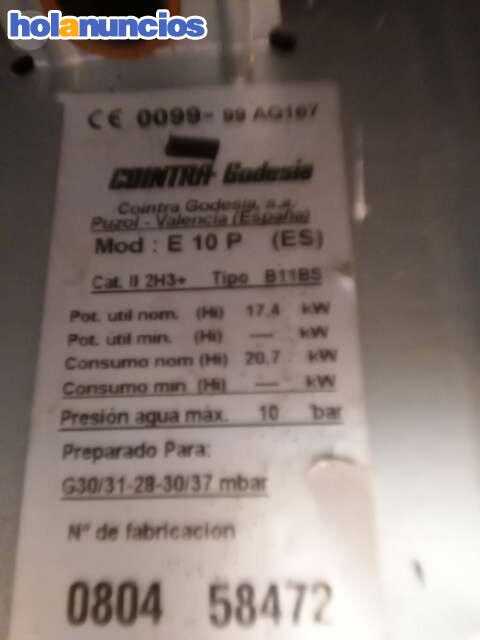 holanuncios
CE 0099- 99 AG167
COINTRA Godesia
Cointra Godesia, s.a.
Puzol - Valencia (España)
Mod : E 10 P (ES)
Cat. II 2H3+ Tipo B11BS
Pot. útil nom. (Hi) 17,4 kW
Pot. útil min. (Hi) — kW
Consumo nom (Hi) 20,7 kW
Consumo min (Hi) — kW
Presión agua máx. 10 bar
Preparado Para:
G30/31-28-30/37 mbar
Nº de fabricacion
0804 58472